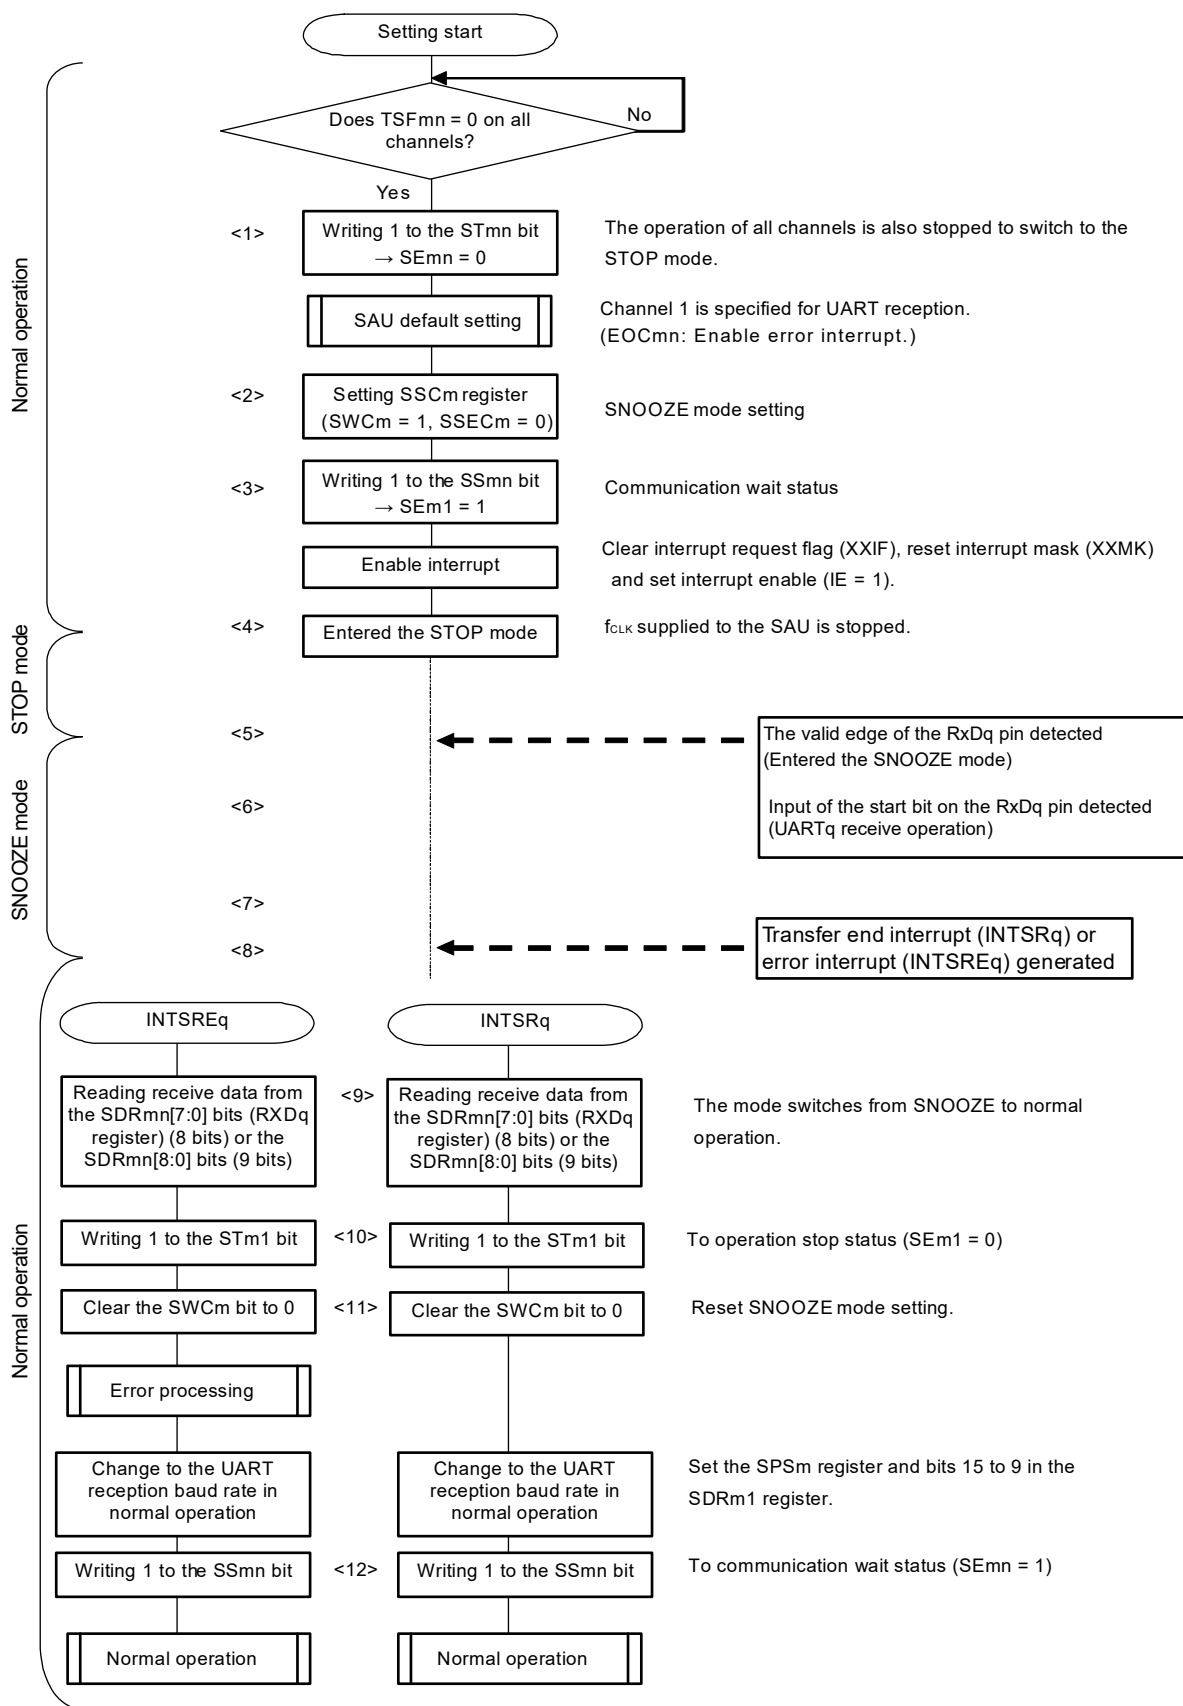 Setting start
No
Does TSFmn = 0 on all
channels?
Yes
<1>
Writing 1 to the STmn bit
→ SEmn = 0
The operation of all channels is also stopped to switch to the
STOP mode.
SAU default setting
Channel 1 is specified for UART reception.
(EOCmn: Enable error interrupt.)
Normal operation
<2>
Setting SSCm register
(SWCm = 1, SSECm = 0)
SNOOZE mode setting
<3>
Writing 1 to the SSmn bit
→ SEm1 = 1
Communication wait status
Enable interrupt
Clear interrupt request flag (XXIF), reset interrupt mask (XXMK)
and set interrupt enable (IE = 1).
<4>
Entered the STOP mode
fCLK supplied to the SAU is stopped.
STOP mode
<5>
The valid edge of the RxDq pin detected
(Entered the SNOOZE mode)
<6>
Input of the start bit on the RxDq pin detected
(UARTq receive operation)
SNOOZE mode
<7>
<8>
Transfer end interrupt (INTSRq) or
error interrupt (INTSREq) generated
INTSREq
INTSRq
Reading receive data from
the SDRmn[7:0] bits (RXDq
register) (8 bits) or the
SDRmn[8:0] bits (9 bits)
<9>
Reading receive data from
the SDRmn[7:0] bits (RXDq
register) (8 bits) or the
SDRmn[8:0] bits (9 bits)
The mode switches from SNOOZE to normal
operation.
Writing 1 to the STm1 bit
<10>
Writing 1 to the STm1 bit
To operation stop status (SEm1 = 0)
Clear the SWCm bit to 0
<11>
Clear the SWCm bit to 0
Reset SNOOZE mode setting.
Normal operation
Error processing
Change to the UART
reception baud rate in
normal operation
Change to the UART
reception baud rate in
normal operation
Set the SPSm register and bits 15 to 9 in the
SDRm1 register.
Writing 1 to the SSmn bit
<12>
Writing 1 to the SSmn bit
To communication wait status (SEmn = 1)
Normal operation
Normal operation